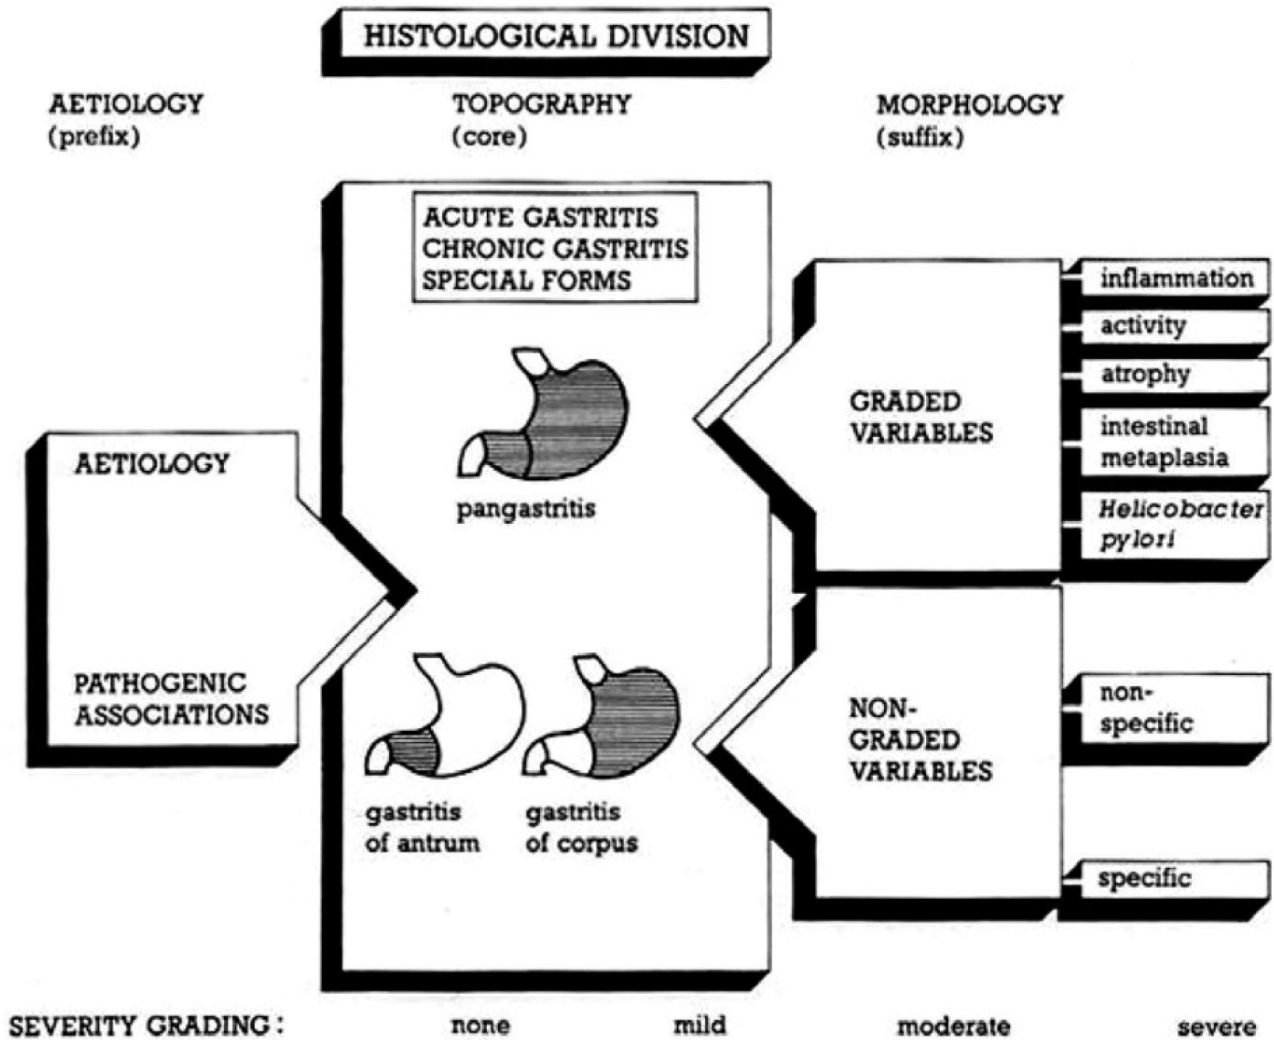 HISTOLOGICAL DIVISION
AETIOLOGY
(prefix)
TOPOGRAPHY
(core)
MORPHOLOGY
(suffix)
ACUTE GASTRITIS
CHRONIC GASTRITIS
SPECIAL FORMS
pangastritis
AETIOLOGY
PATHOGENIC
ASSOCIATIONS
gastritis
of antrum
gastritis
of corpus
GRADED
VARIABLES
inflammation
activity
atrophy
intestinal
metaplasia
Helicobacter
pylori
NON-
GRADED
VARIABLES
non-
specific
specific
SEVERITY GRADING: none mild moderate severe